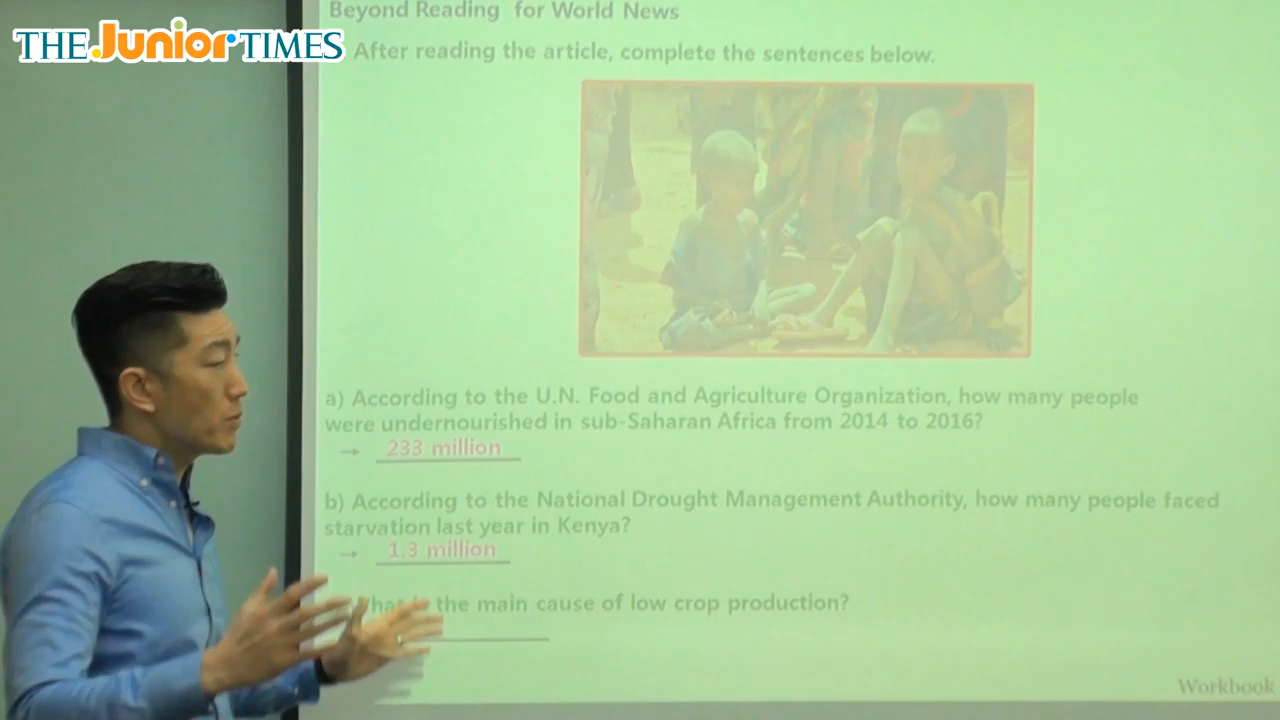 THE Junior TIMES
Beyond Reading for World News
After reading the article, complete the sentences below.
a) According to the U.N. Food and Agriculture Organization, how many people
were undernourished in sub-Saharan Africa from 2014 to 2016?
→ 233 million
b) According to the National Drought Management Authority, how many people faced
starvation last year in Kenya?
→ 1.3 million
What is the main cause of low crop production?
Workbook